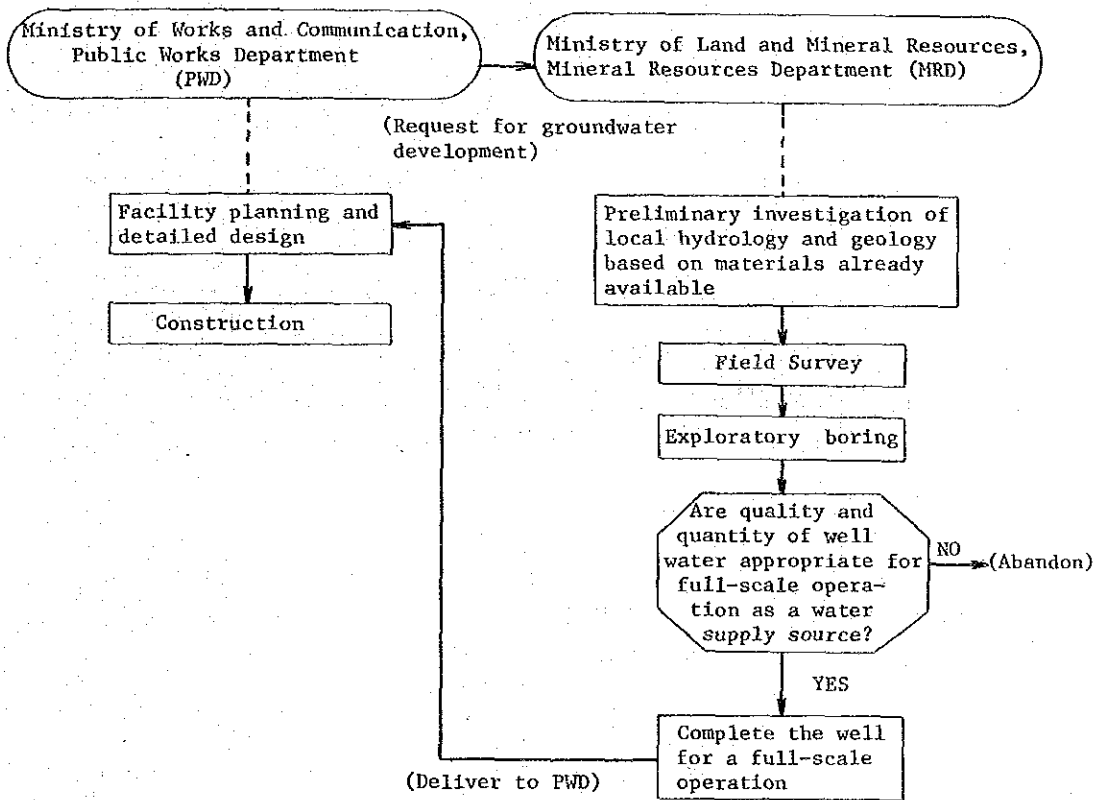 Ministry of Works and Communication,
Public Works Department
(PWD)
Ministry of Land and Mineral Resources,
Mineral Resources Department (MRD)
(Request for groundwater
development)
Facility planning and
detailed design
Construction
Preliminary investigation of
local hydrology and geology
based on materials already
available
Field Survey
Exploratory boring
Are quality and
quantity of well
water appropriate for
full-scale opera-
tion as a water
supply source?
NO
(Abandon)
YES
Complete the well
for a full-scale
operation
(Deliver to PWD)